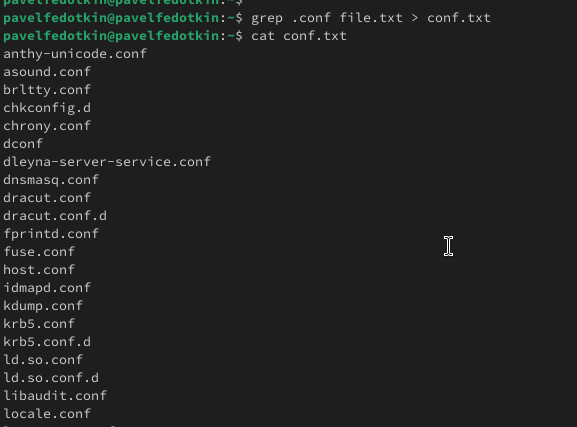 pavelfedotkin@pavelfedotkin:~$
pavelfedotkin@pavelfedotkin:~$ grep .conf file.txt > conf.txt
pavelfedotkin@pavelfedotkin:~$ cat conf.txt
anthy-unicode.conf
asound.conf
brltty.conf
chkconfig.d
chrony.conf
dconf
dleyna-server-service.conf
dnsmasq.conf
dracut.conf
dracut.conf.d
fprintd.conf
fuse.conf
host.conf
idmapd.conf
kdump.conf
krb5.conf
krb5.conf.d
ld.so.conf
ld.so.conf.d
libaudit.conf
locale.conf